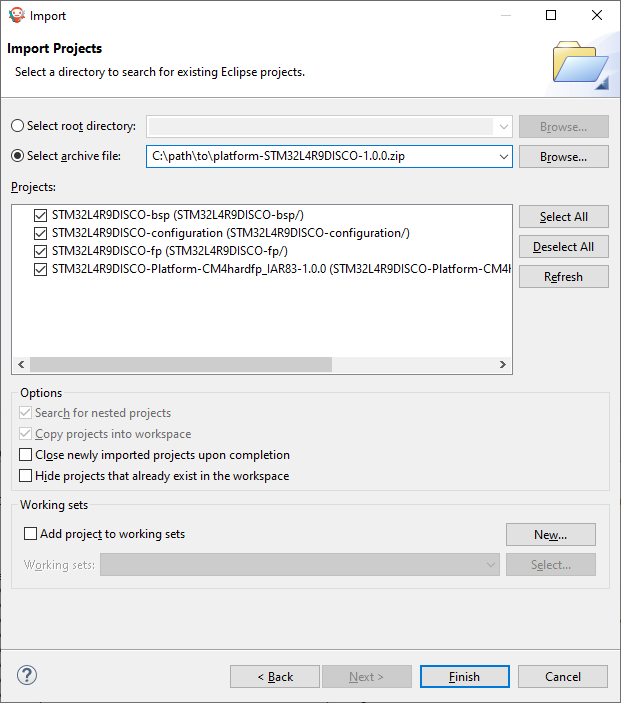 Import
Import Projects
Select a directory to search for existing Eclipse projects.
Select root directory:
Browse...
Select archive file:
C:\path\to\platform-STM32L4R9DISCO-1.0.0.zip
Browse...
Projects:
STM32L4R9DISCO-bsp (STM32L4R9DISCO-bsp/)
STM32L4R9DISCO-configuration (STM32L4R9DISCO-configuration/)
STM32L4R9DISCO-fp (STM32L4R9DISCO-fp/)
STM32L4R9DISCO-Platform-CM4hardfp_IAR83-1.0.0 (STM32L4R9DISCO-Platform-CM4h
Select All
Deselect All
Refresh
Options
Search for nested projects
Copy projects into workspace
Close newly imported projects upon completion
Hide projects that already exist in the workspace
Working sets
Add project to working sets
New...
Working sets:
Select...
?
< Back
Next >
Finish
Cancel